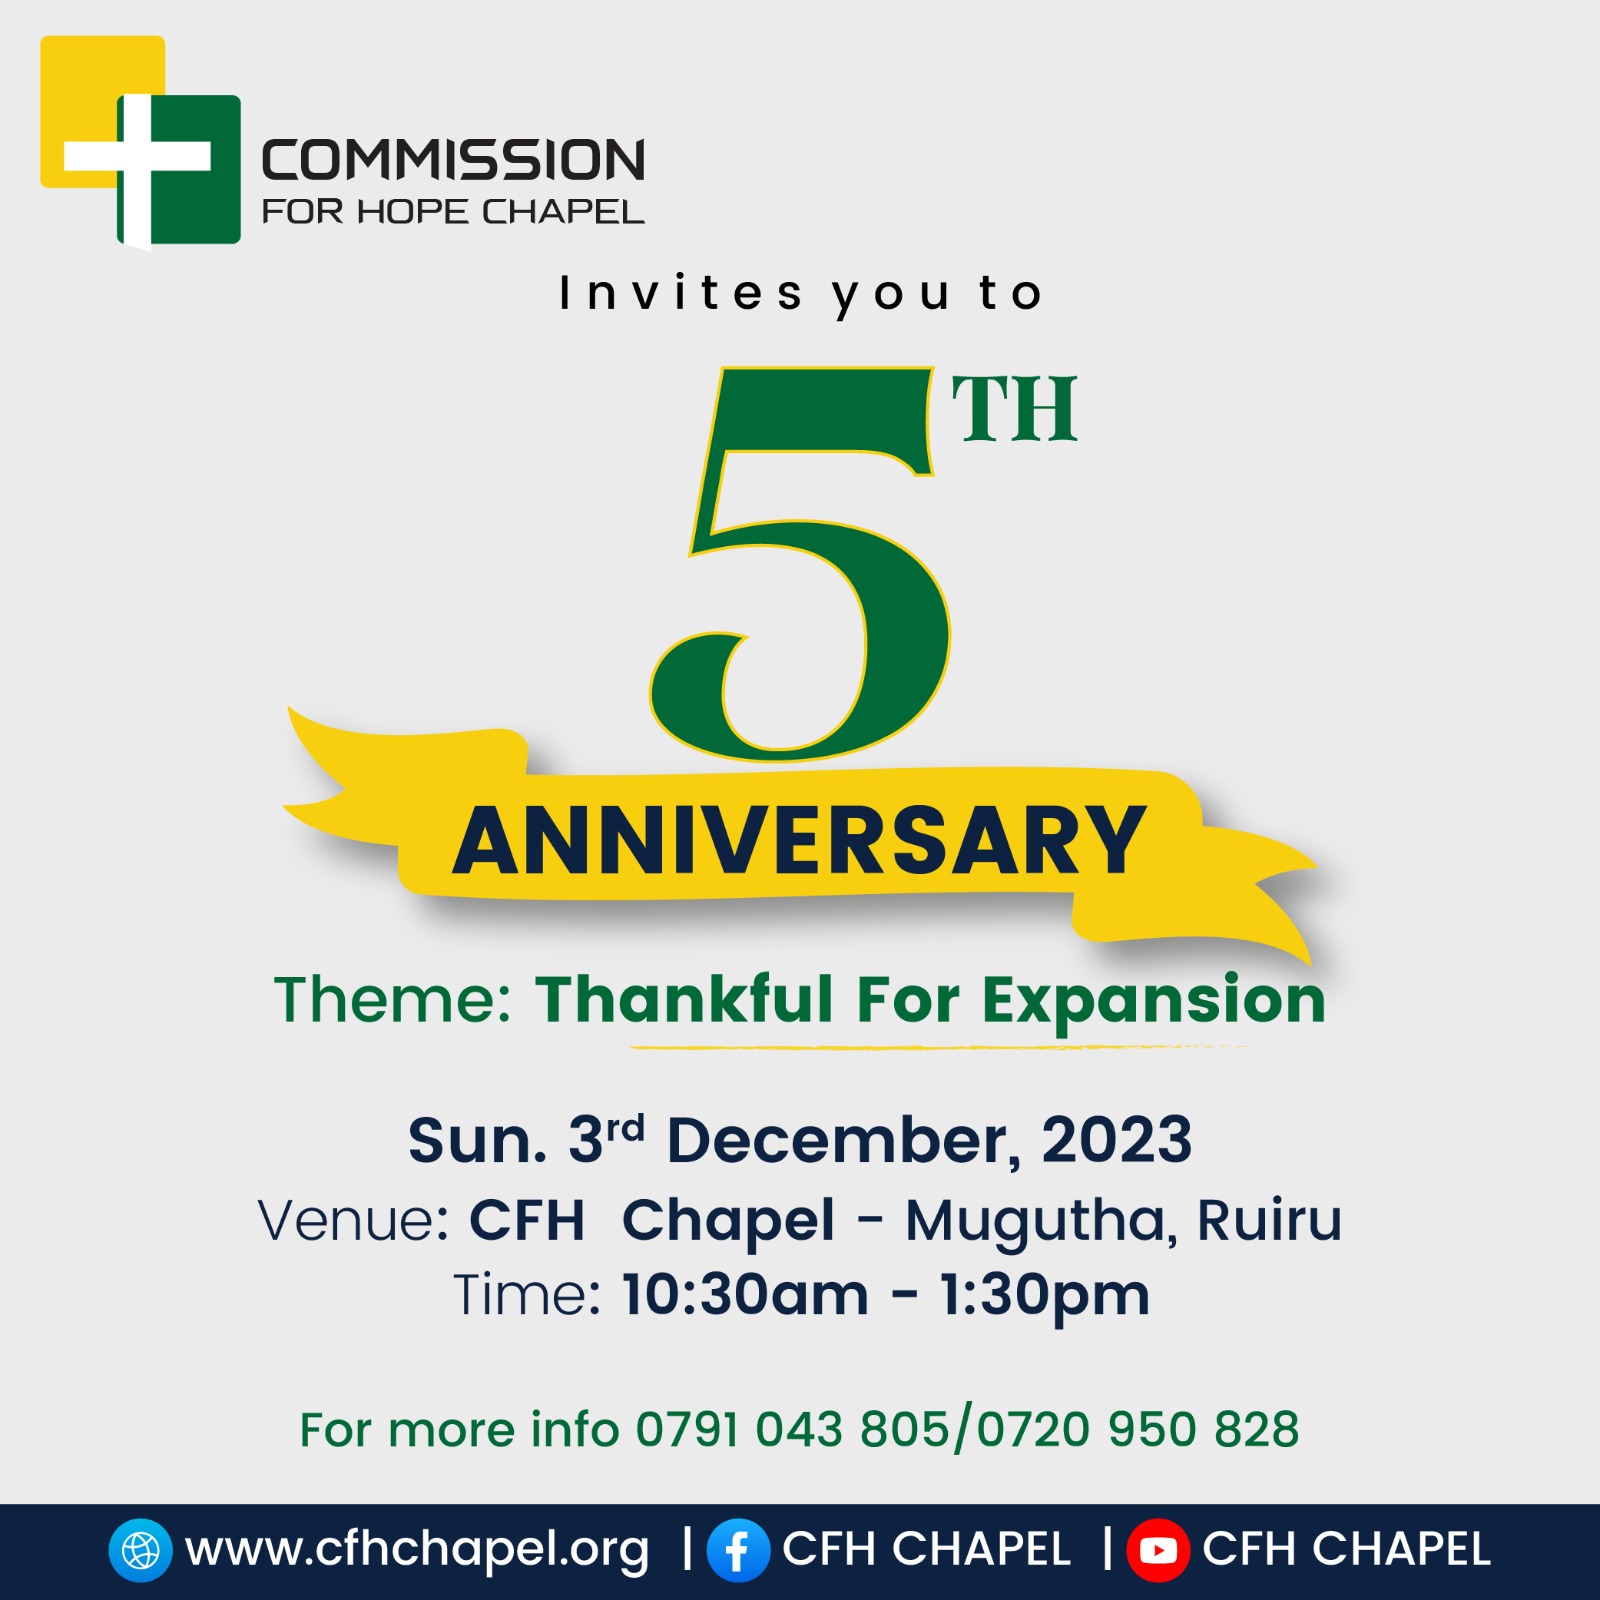 COMMISSION
FOR HOPE CHAPEL
Invites you to
5TH
ANNIVERSARY
Theme: Thankful For Expansion
Sun. 3rd December, 2023
Venue: CFH Chapel - Mugutha, Ruiru
Time: 10:30am - 1:30pm
For more info 0791 043 805/0720 950 828
www.cfhchapel.org | CFH CHAPEL | CFH CHAPEL